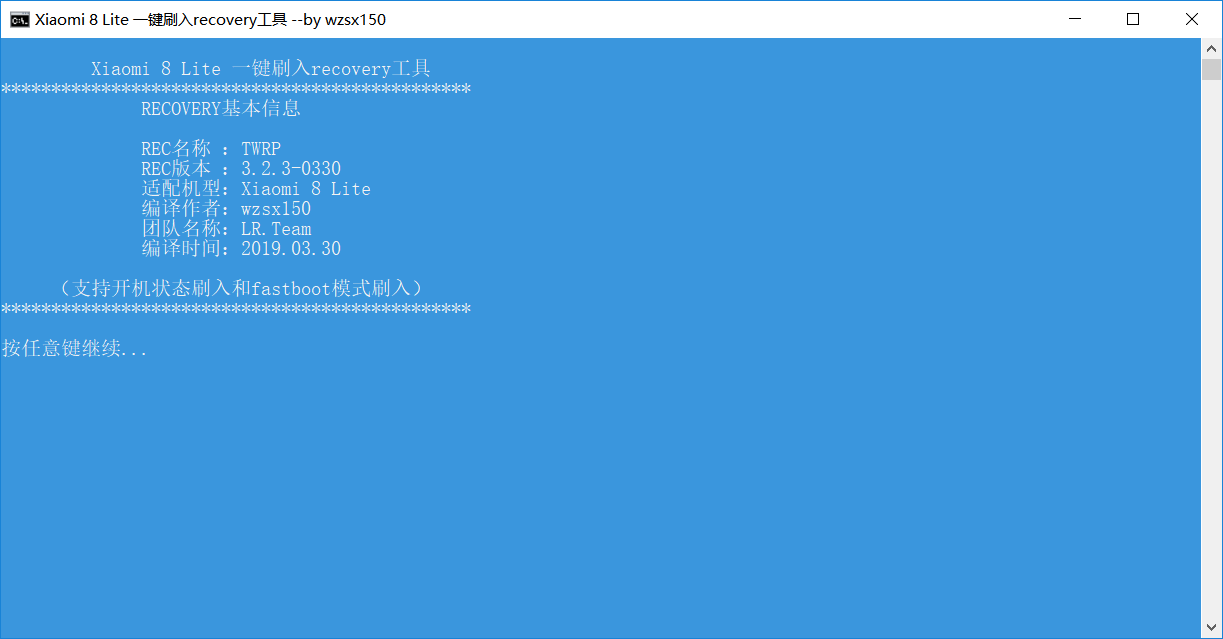 Xiaomi 8 Lite 一键刷入recovery工具 --by wzsx150
Xiaomi 8 Lite 一键刷入recovery工具
***********************************************
RECOVERY基本信息
REC名称 : TWRP
REC版本 : 3.2.3-0330
适配机型: Xiaomi 8 Lite
编译作者: wzsx150
团队名称: LR.Team
编译时间: 2019.03.30
（支持开机状态刷入和fastboot模式刷入）
***********************************************
按任意键继续...